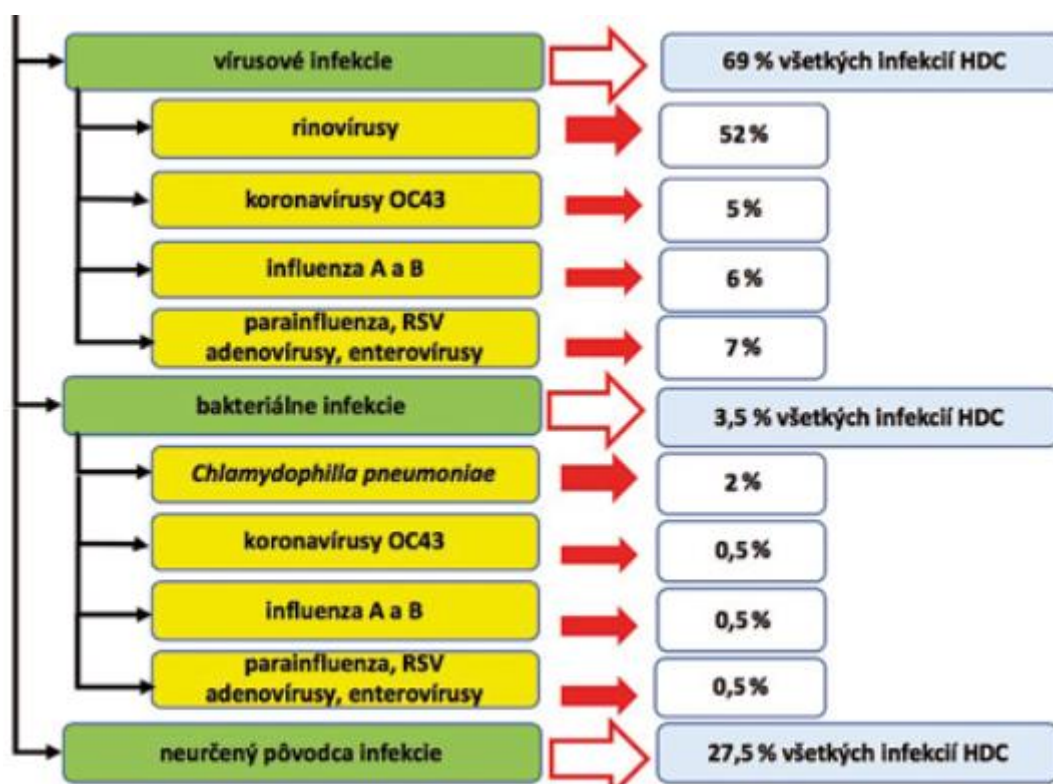 vírusové infekcie
69 % všetkých infekcií HDC
rinovírusy
52 %
koronavírusy OC43
5 %
influenza A a B
6 %
parainfluenza, RSV
adenovírusy, enterovírusy
7 %
bakteriálne infekcie
3,5 % všetkých infekcií HDC
Chlamydophilla pneumoniae
2 %
koronavírusy OC43
0,5 %
influenza A a B
0,5 %
parainfluenza, RSV
adenovírusy, enterovírusy
0,5 %
neurčený pôvodca infekcie
27,5 % všetkých infekcií HDC